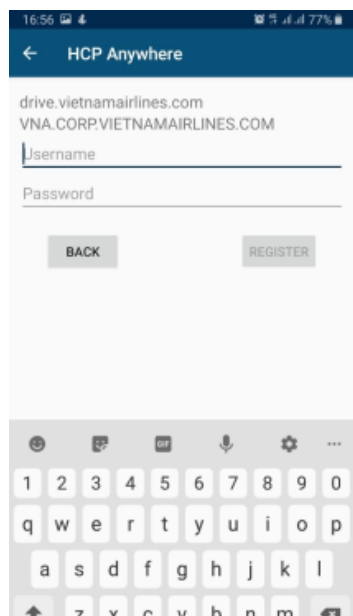 16:56 4 77%
HCP Anywhere
drive.vietnamairlines.com
VNA.CORP.VIETNAMAIRLINES.COM
Username
Password
BACK REGISTER
GIF
1 2 3 4 5 6 7 8 9 0
q w e r t y u i o p
a s d f g h j k l
z x c v b n m